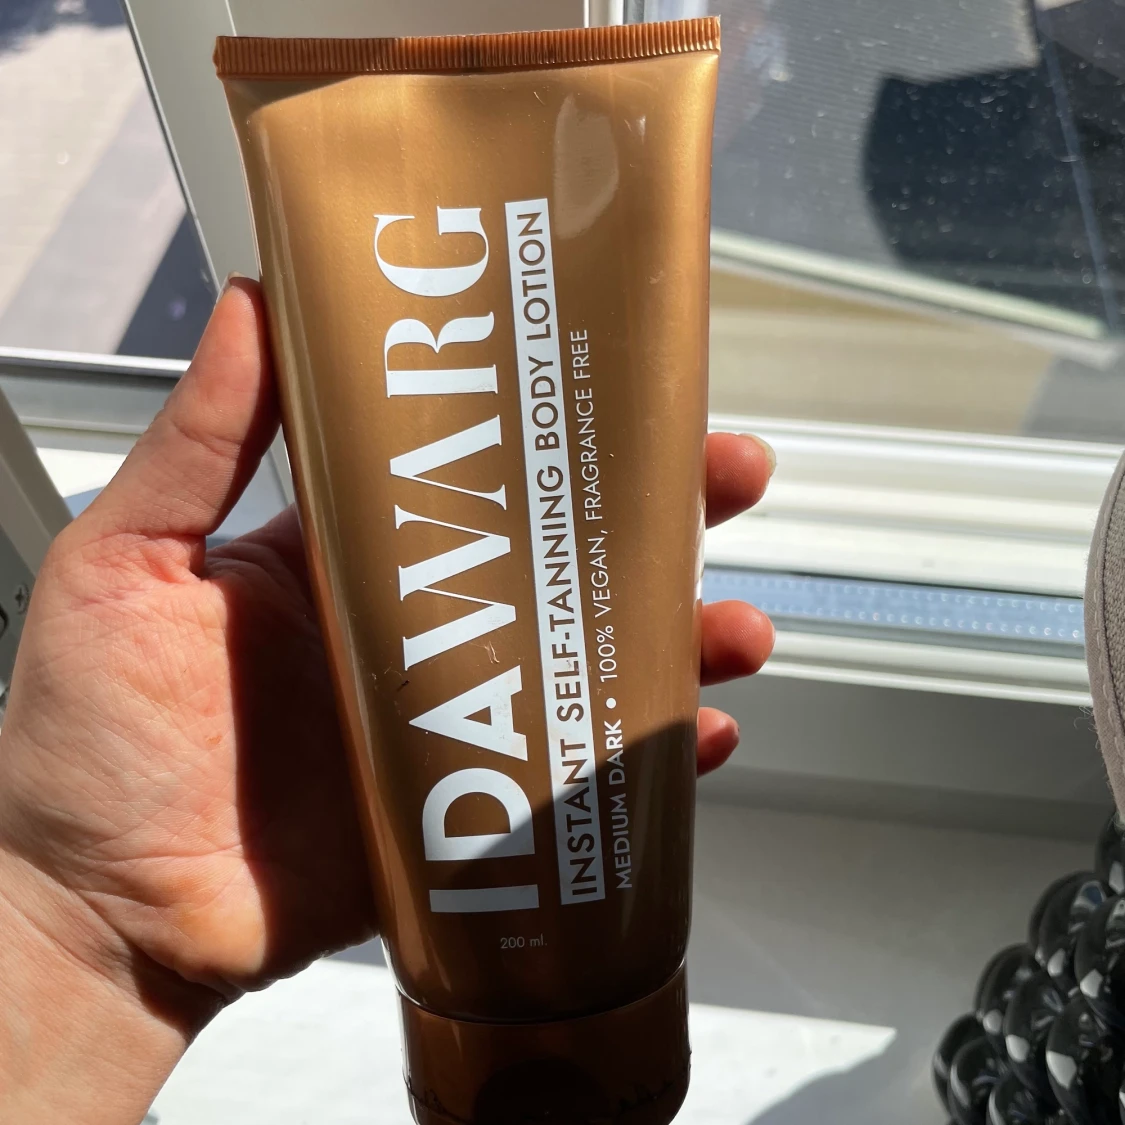 IDAWARG
INSTANT SELF-TANNING BODY LOTION
MEDIUM DARK • 100% VEGAN, FRAGRANCE FREE
200 ml.